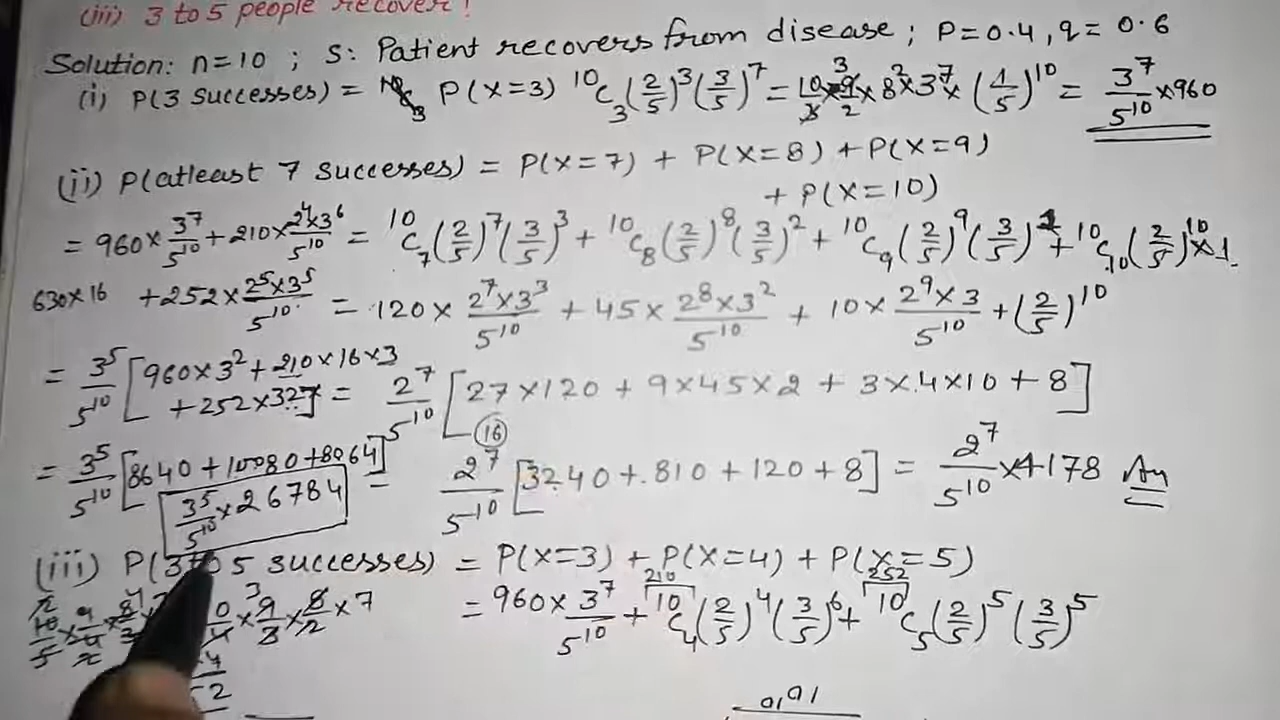 (iii) 3 to 5 people recover!
Solution: n=10 ; S: Patient recovers from disease ; P=0.4, q=0.6
(i) P(3 successes) = P(X=3) ¹⁰C₃(2/5)³(3/5)⁷ = 10×9/2×8×3⁷×(1/5)¹⁰ = 3⁷/5¹⁰ ×960
(ii) P(atleast 7 successes) = P(X=7) + P(X=8) + P(X=9)
+ P(X=10)
= 960× 3⁷/5¹⁰ + 210× 2⁴×3⁶/5¹⁰ = ¹⁰C₇(2/5)⁷(3/5)³ + ¹⁰C₈(2/5)⁸(3/5)² + ¹⁰C₉(2/5)⁹(3/5)¹ + ¹⁰C₁₀(2/5)¹⁰×1
630×16 +252× 2⁵×3⁵/5¹⁰ = 120× 2⁷×3³/5¹⁰ + 45× 2⁸×3²/5¹⁰ + 10× 2⁹×3/5¹⁰ + (2/5)¹⁰
= 3⁵/5¹⁰ [960×3²+210×16×3
+252×32] = 2⁷/5¹⁰ [27×120 + 9×45×2 + 3×4×10 + 8]
16
= 3⁵/5¹⁰ [8640+10080+8064] = 2⁷/5¹⁰ [3240+810+120+8] = 2⁷/5¹⁰ ×4178 Ans
3⁵/5¹⁰ ×26784
(iii) P(3 to 5 successes) = P(X=3) + P(X=4) + P(X=5)
210 252
= 960× 3⁷/5¹⁰ + ¹⁰C₄(2/5)⁴(3/5)⁶ + ¹⁰C₅(2/5)⁵(3/5)⁵